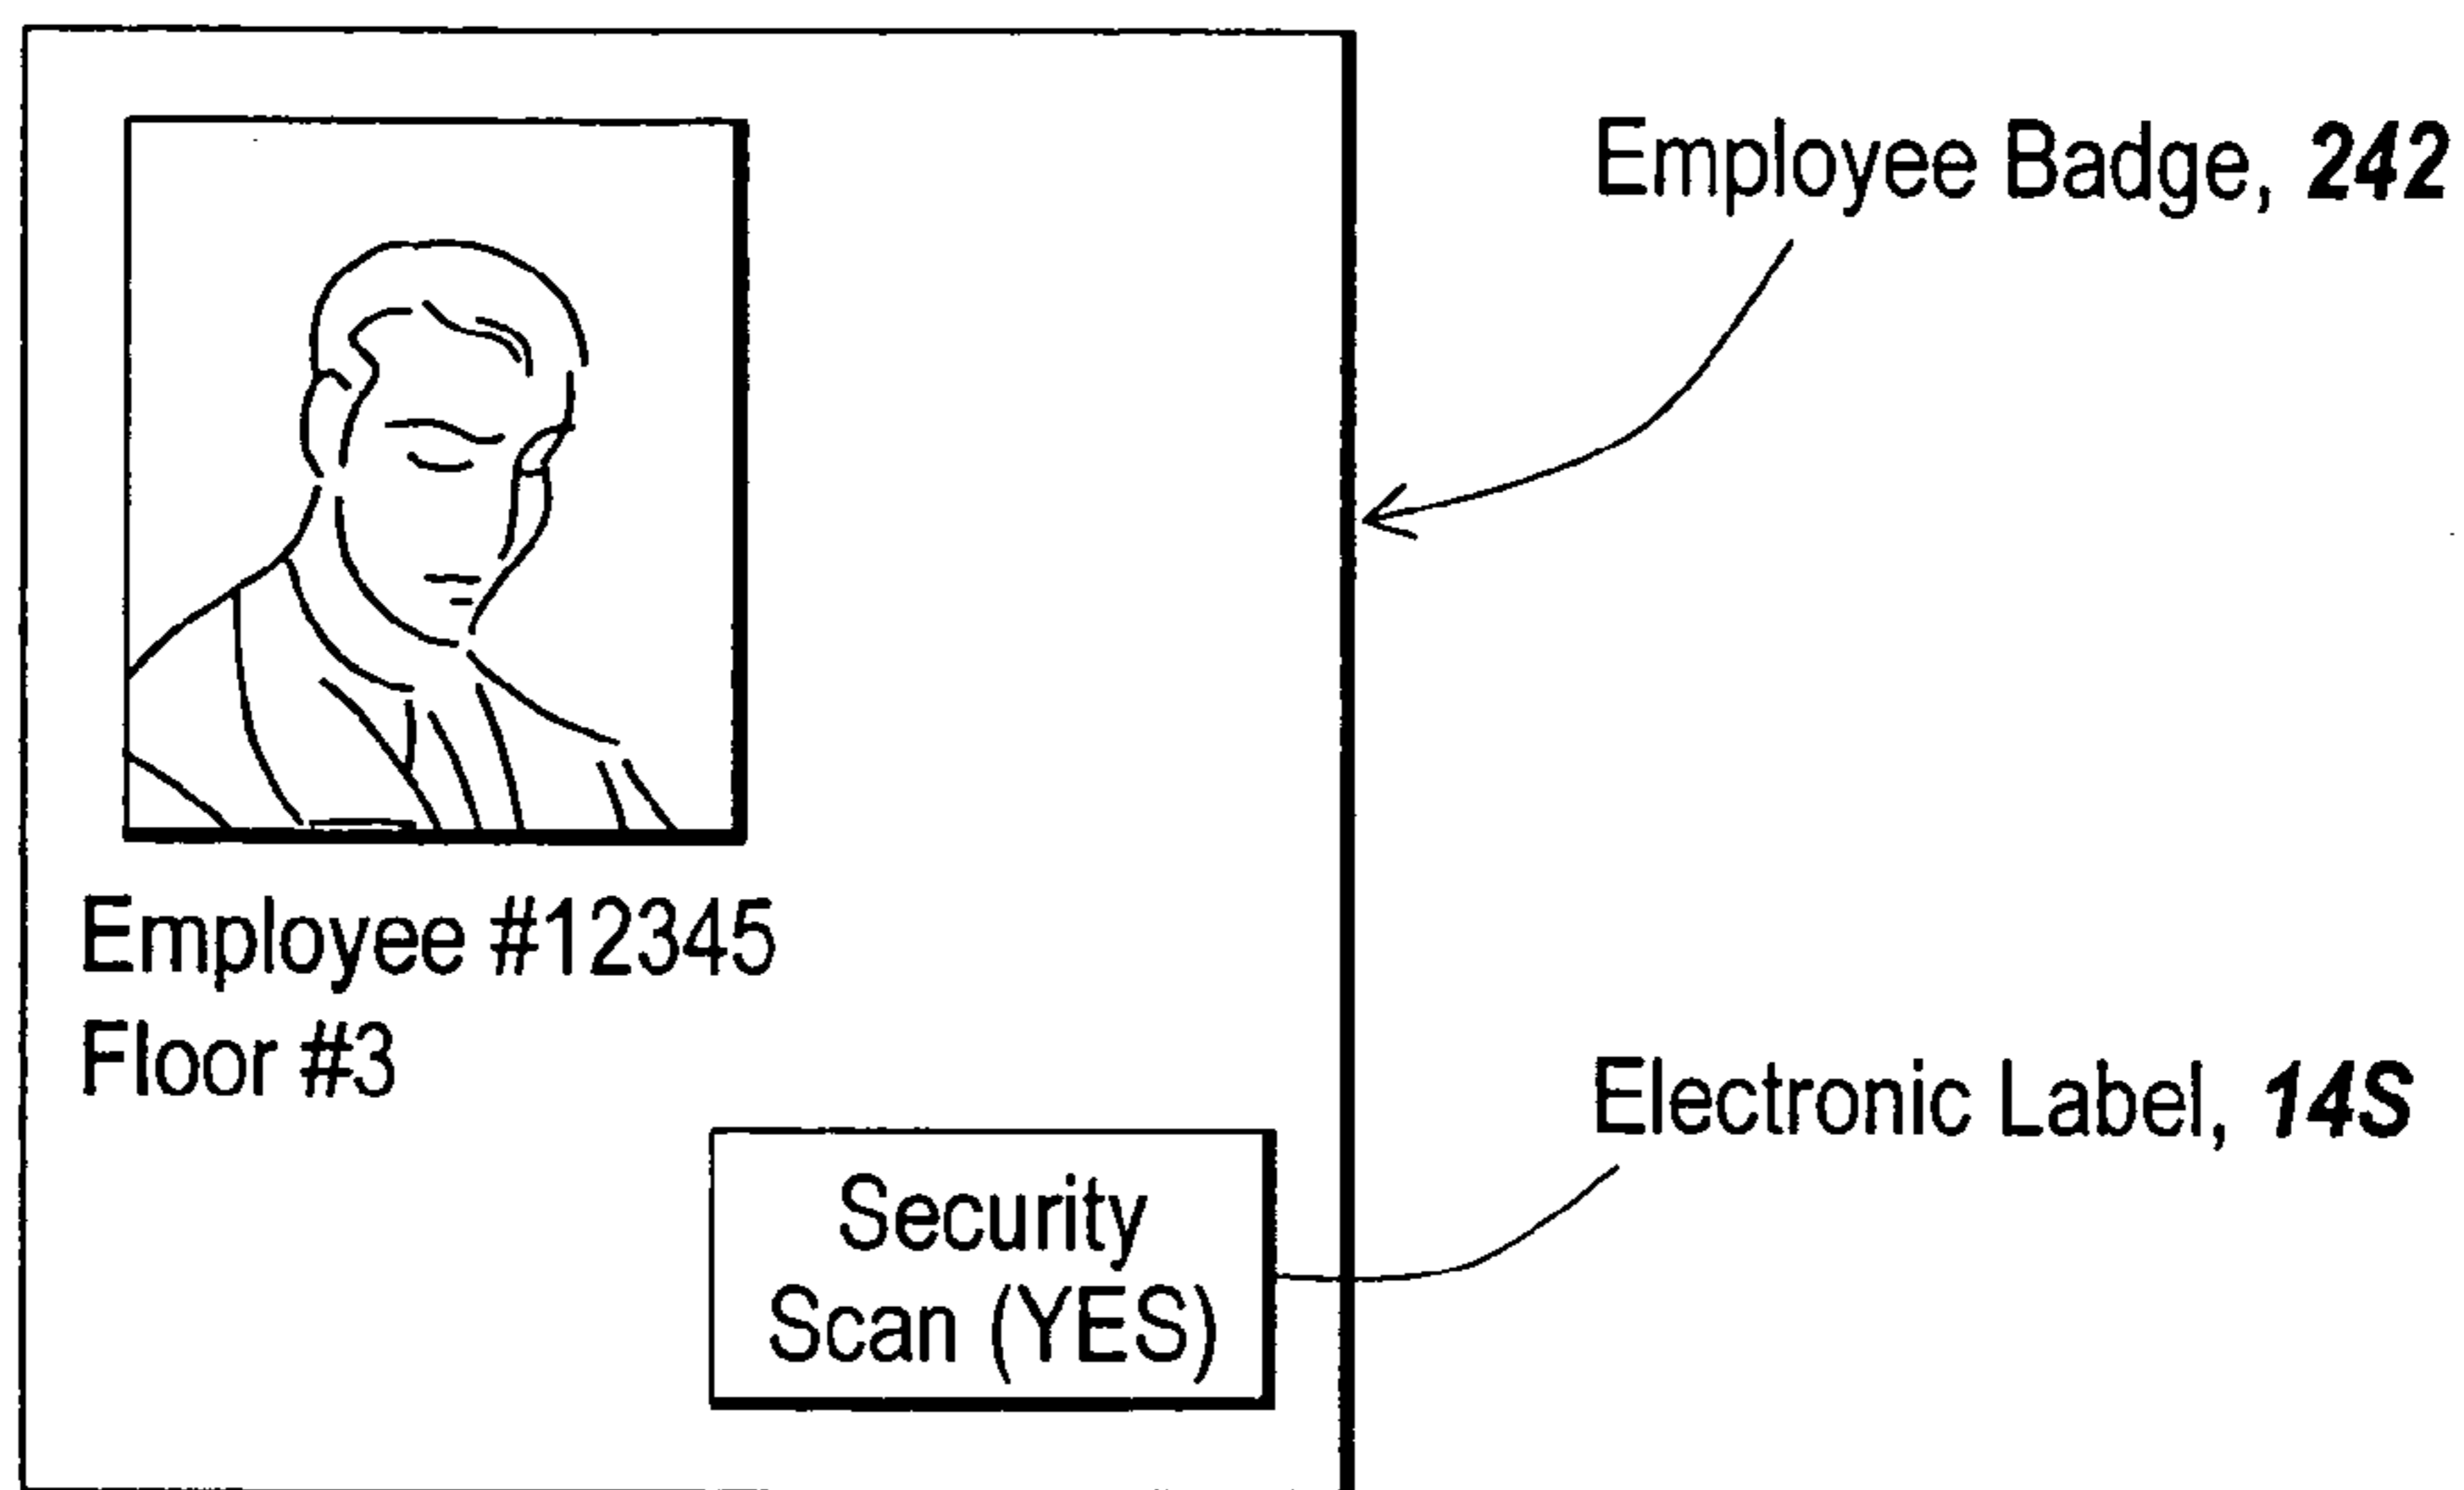 Employee Badge, 242
Employee #12345
Floor #3
Electronic Label, 14S
Security
Scan (YES)